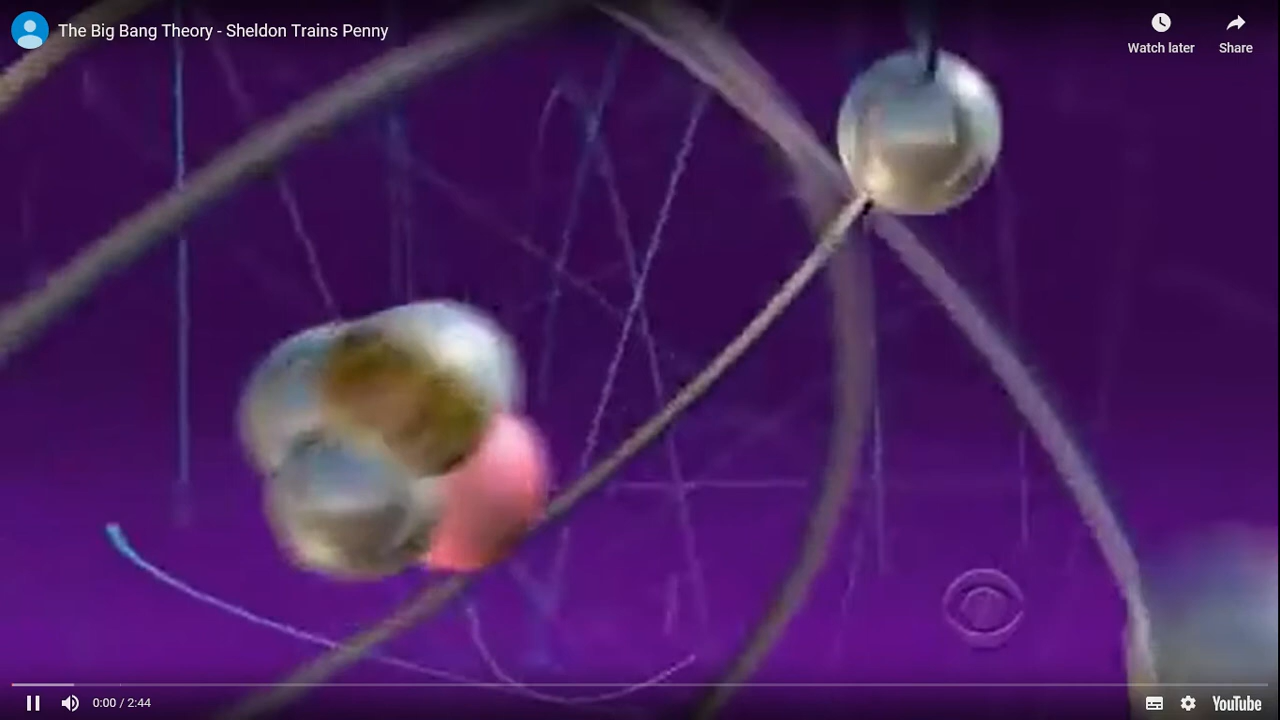 The Big Bang Theory - Sheldon Trains Penny
Watch later
Share
0:00 / 2:44
YouTube